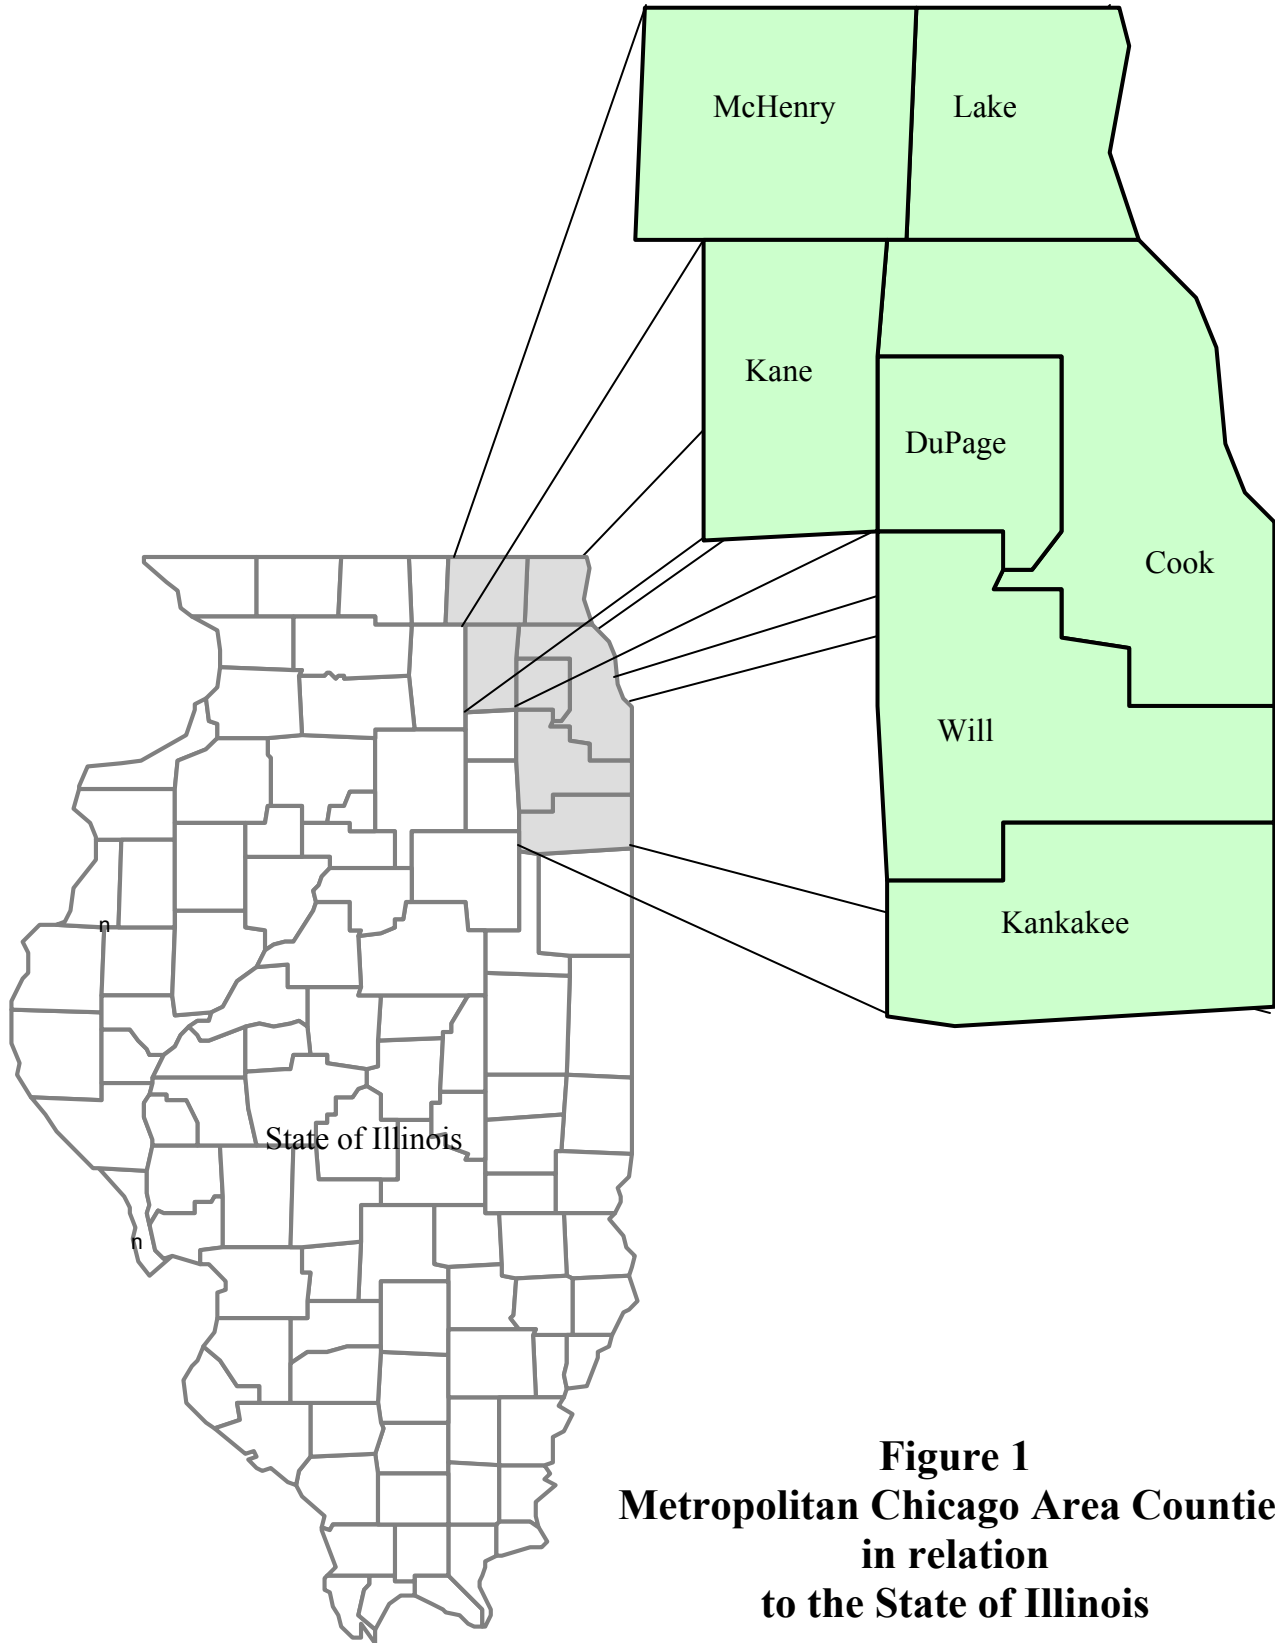 McHenry
Lake
Kane
DuPage
Cook
Will
Kankakee
n
State of Illinois
n
Figure 1
Metropolitan Chicago Area Countie
in relation
to the State of Illinois